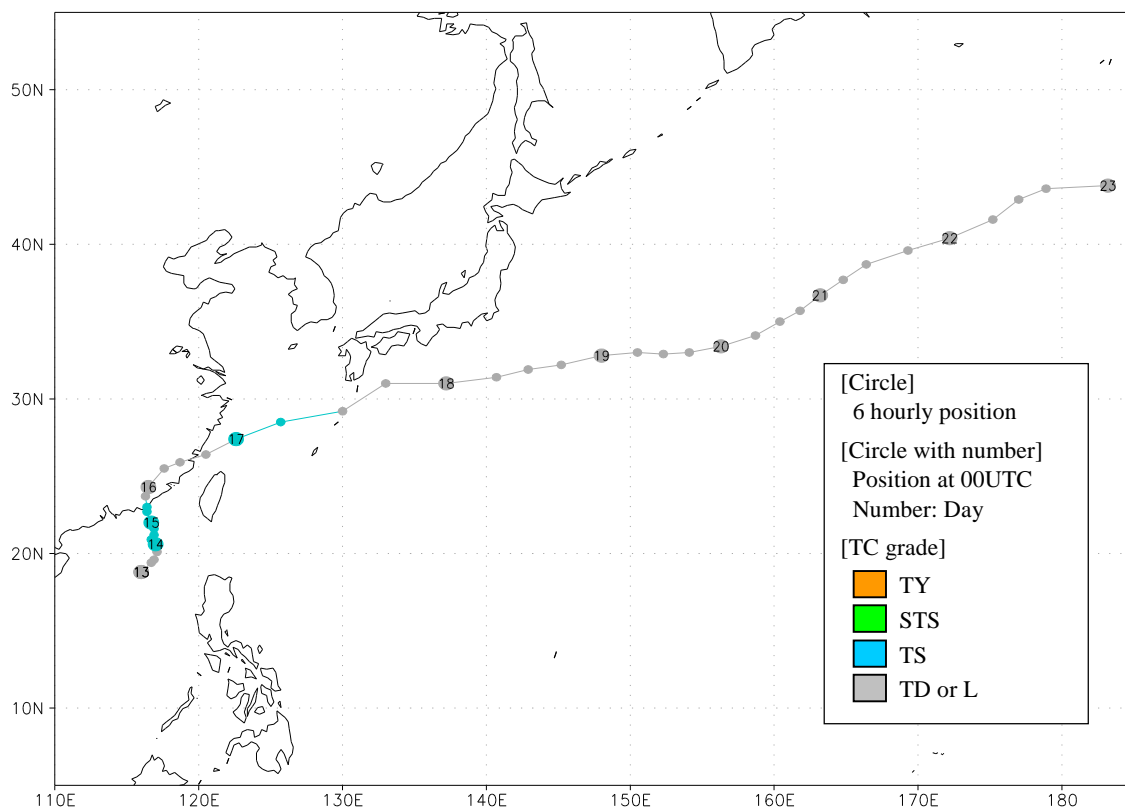 50N
40N
30N
20N
10N
110E 120E 130E 140E 150E 160E 170E 180
13
14
15
16
17
18
19
20
21
22
23
[Circle]
6 hourly position
[Circle with number]
Position at 00UTC
Number: Day
[TC grade]
TY
STS
TS
TD or L